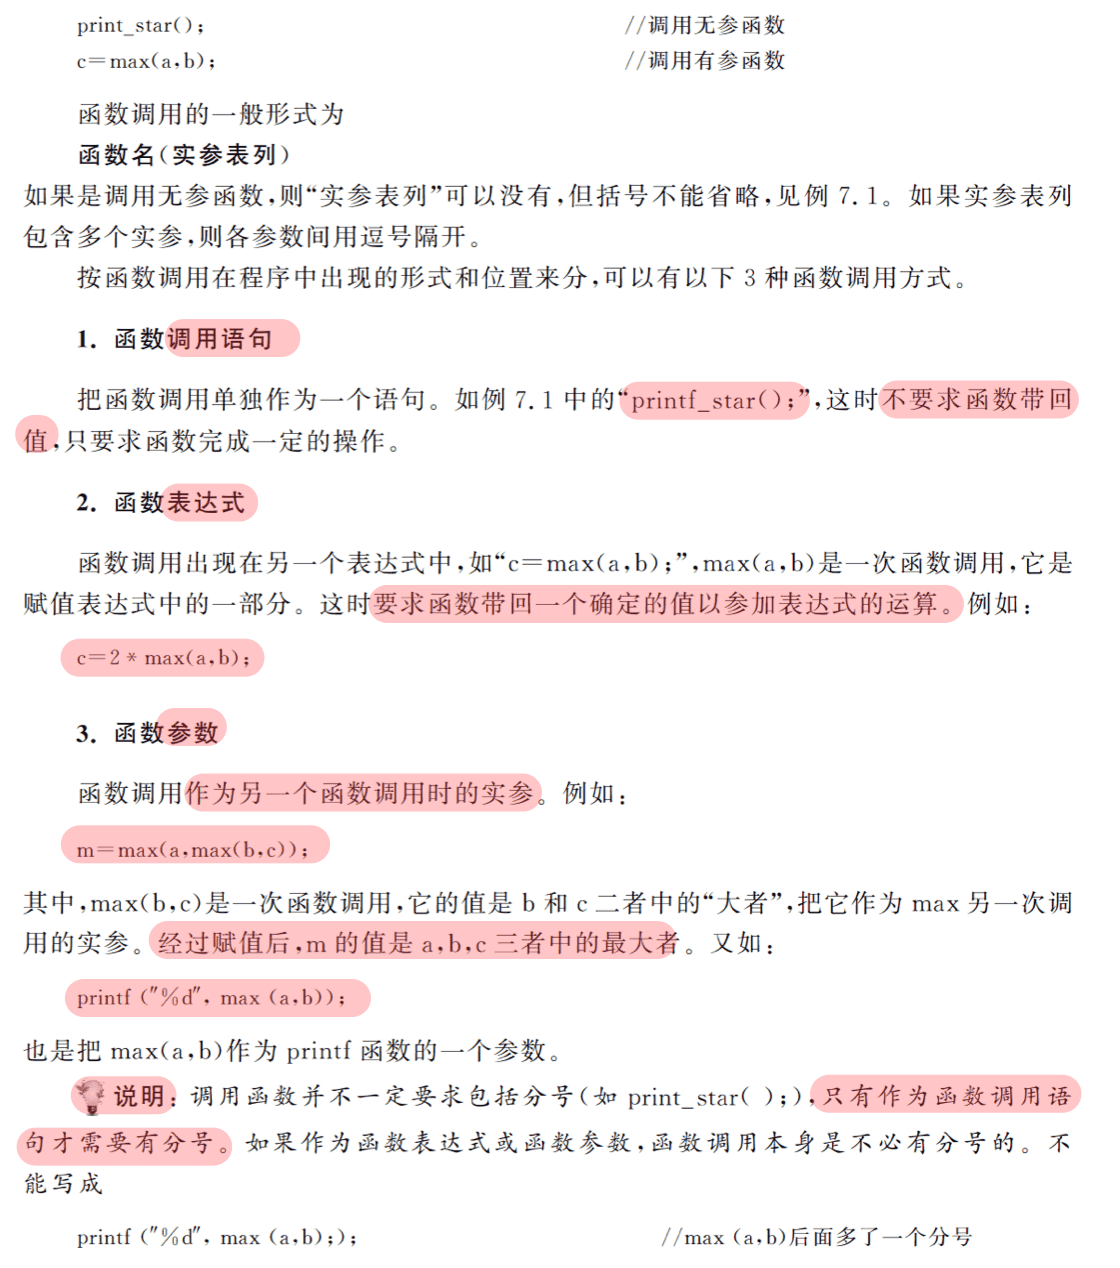 print_star(); //调用无参函数
c=max(a,b); //调用有参函数
函数调用的一般形式为
函数名(实参表列)
如果是调用无参函数,则“实参表列”可以没有,但括号不能省略,见例 7.1。如果实参表列
包含多个实参,则各参数间用逗号隔开。
按函数调用在程序中出现的形式和位置来分,可以有以下 3 种函数调用方式。
1. 函数调用语句
把函数调用单独作为一个语句。如例 7.1 中的“printf_star();”,这时不要求函数带回
值,只要求函数完成一定的操作。
2. 函数表达式
函数调用出现在另一个表达式中,如“c=max(a,b);”,max(a,b)是一次函数调用,它是
赋值表达式中的一部分。这时要求函数带回一个确定的值以参加表达式的运算。例如:
c=2 * max(a,b);
3. 函数参数
函数调用作为另一个函数调用时的实参。例如:
m=max(a,max(b,c));
其中,max(b,c)是一次函数调用,它的值是 b 和 c 二者中的“大者”,把它作为 max 另一次调
用的实参。经过赋值后,m 的值是 a,b,c 三者中的最大者。又如:
printf ("%d", max (a,b));
也是把 max(a,b)作为 printf 函数的一个参数。
说明: 调用函数并不一定要求包括分号(如 print_star( );),只有作为函数调用语
句才需要有分号。如果作为函数表达式或函数参数,函数调用本身是不必有分号的。不
能写成
printf ("%d", max (a,b);); //max (a,b)后面多了一个分号